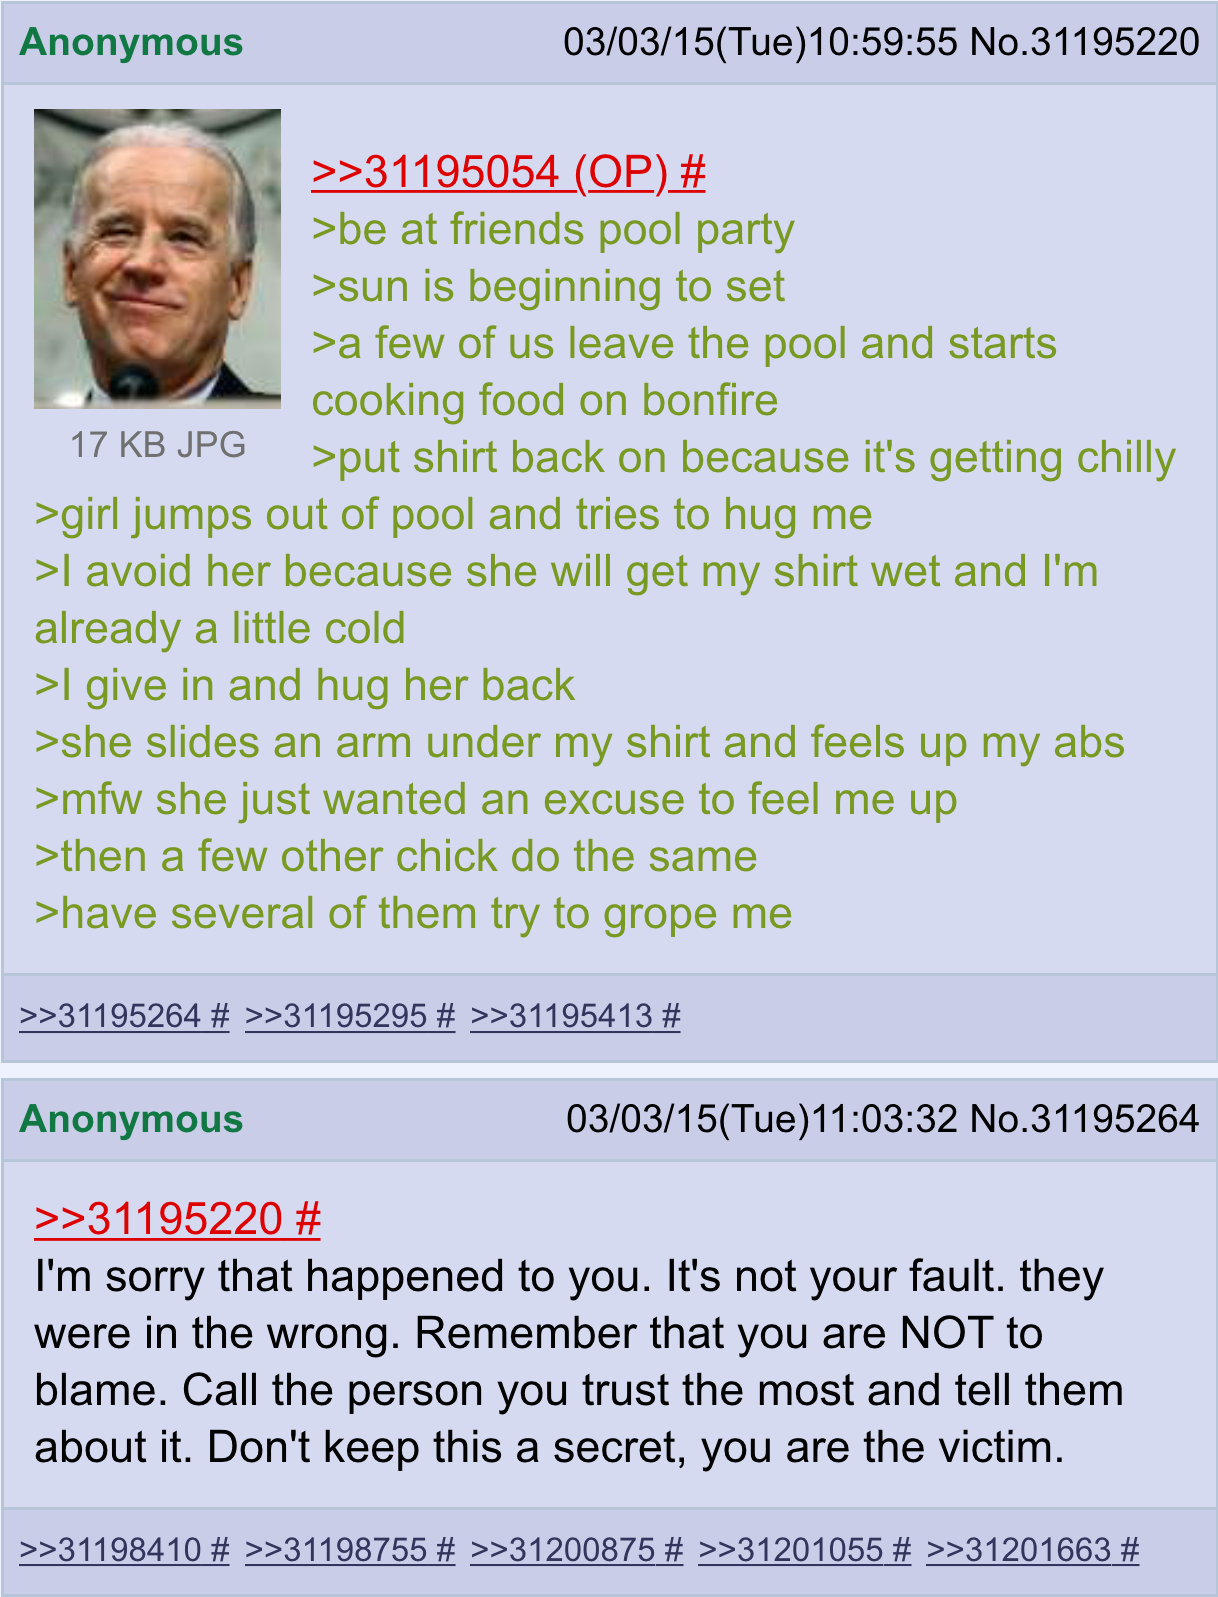 Anonymous 03/03/15(Tue)10:59:55 No.31195220
>>31195054 (OP) #
>be at friends pool party
>sun is beginning to set
>a few of us leave the pool and starts
cooking food on bonfire
17 KB JPG
>put shirt back on because it's getting chilly
>girl jumps out of pool and tries to hug me
>I avoid her because she will get my shirt wet and I'm
already a little cold
>I give in and hug her back
>she slides an arm under my shirt and feels up my abs
>mfw she just wanted an excuse to feel me up
>then a few other chick do the same
>have several of them try to grope me
>>31195264 # >>31195295 # >>31195413 #
Anonymous 03/03/15(Tue)11:03:32 No.31195264
>>31195220 #
I'm sorry that happened to you. It's not your fault. they
were in the wrong. Remember that you are NOT to
blame. Call the person you trust the most and tell them
about it. Don't keep this a secret, you are the victim.
>>31198410 # >>31198755 # >>31200875 # >>31201055 # >>31201663 #